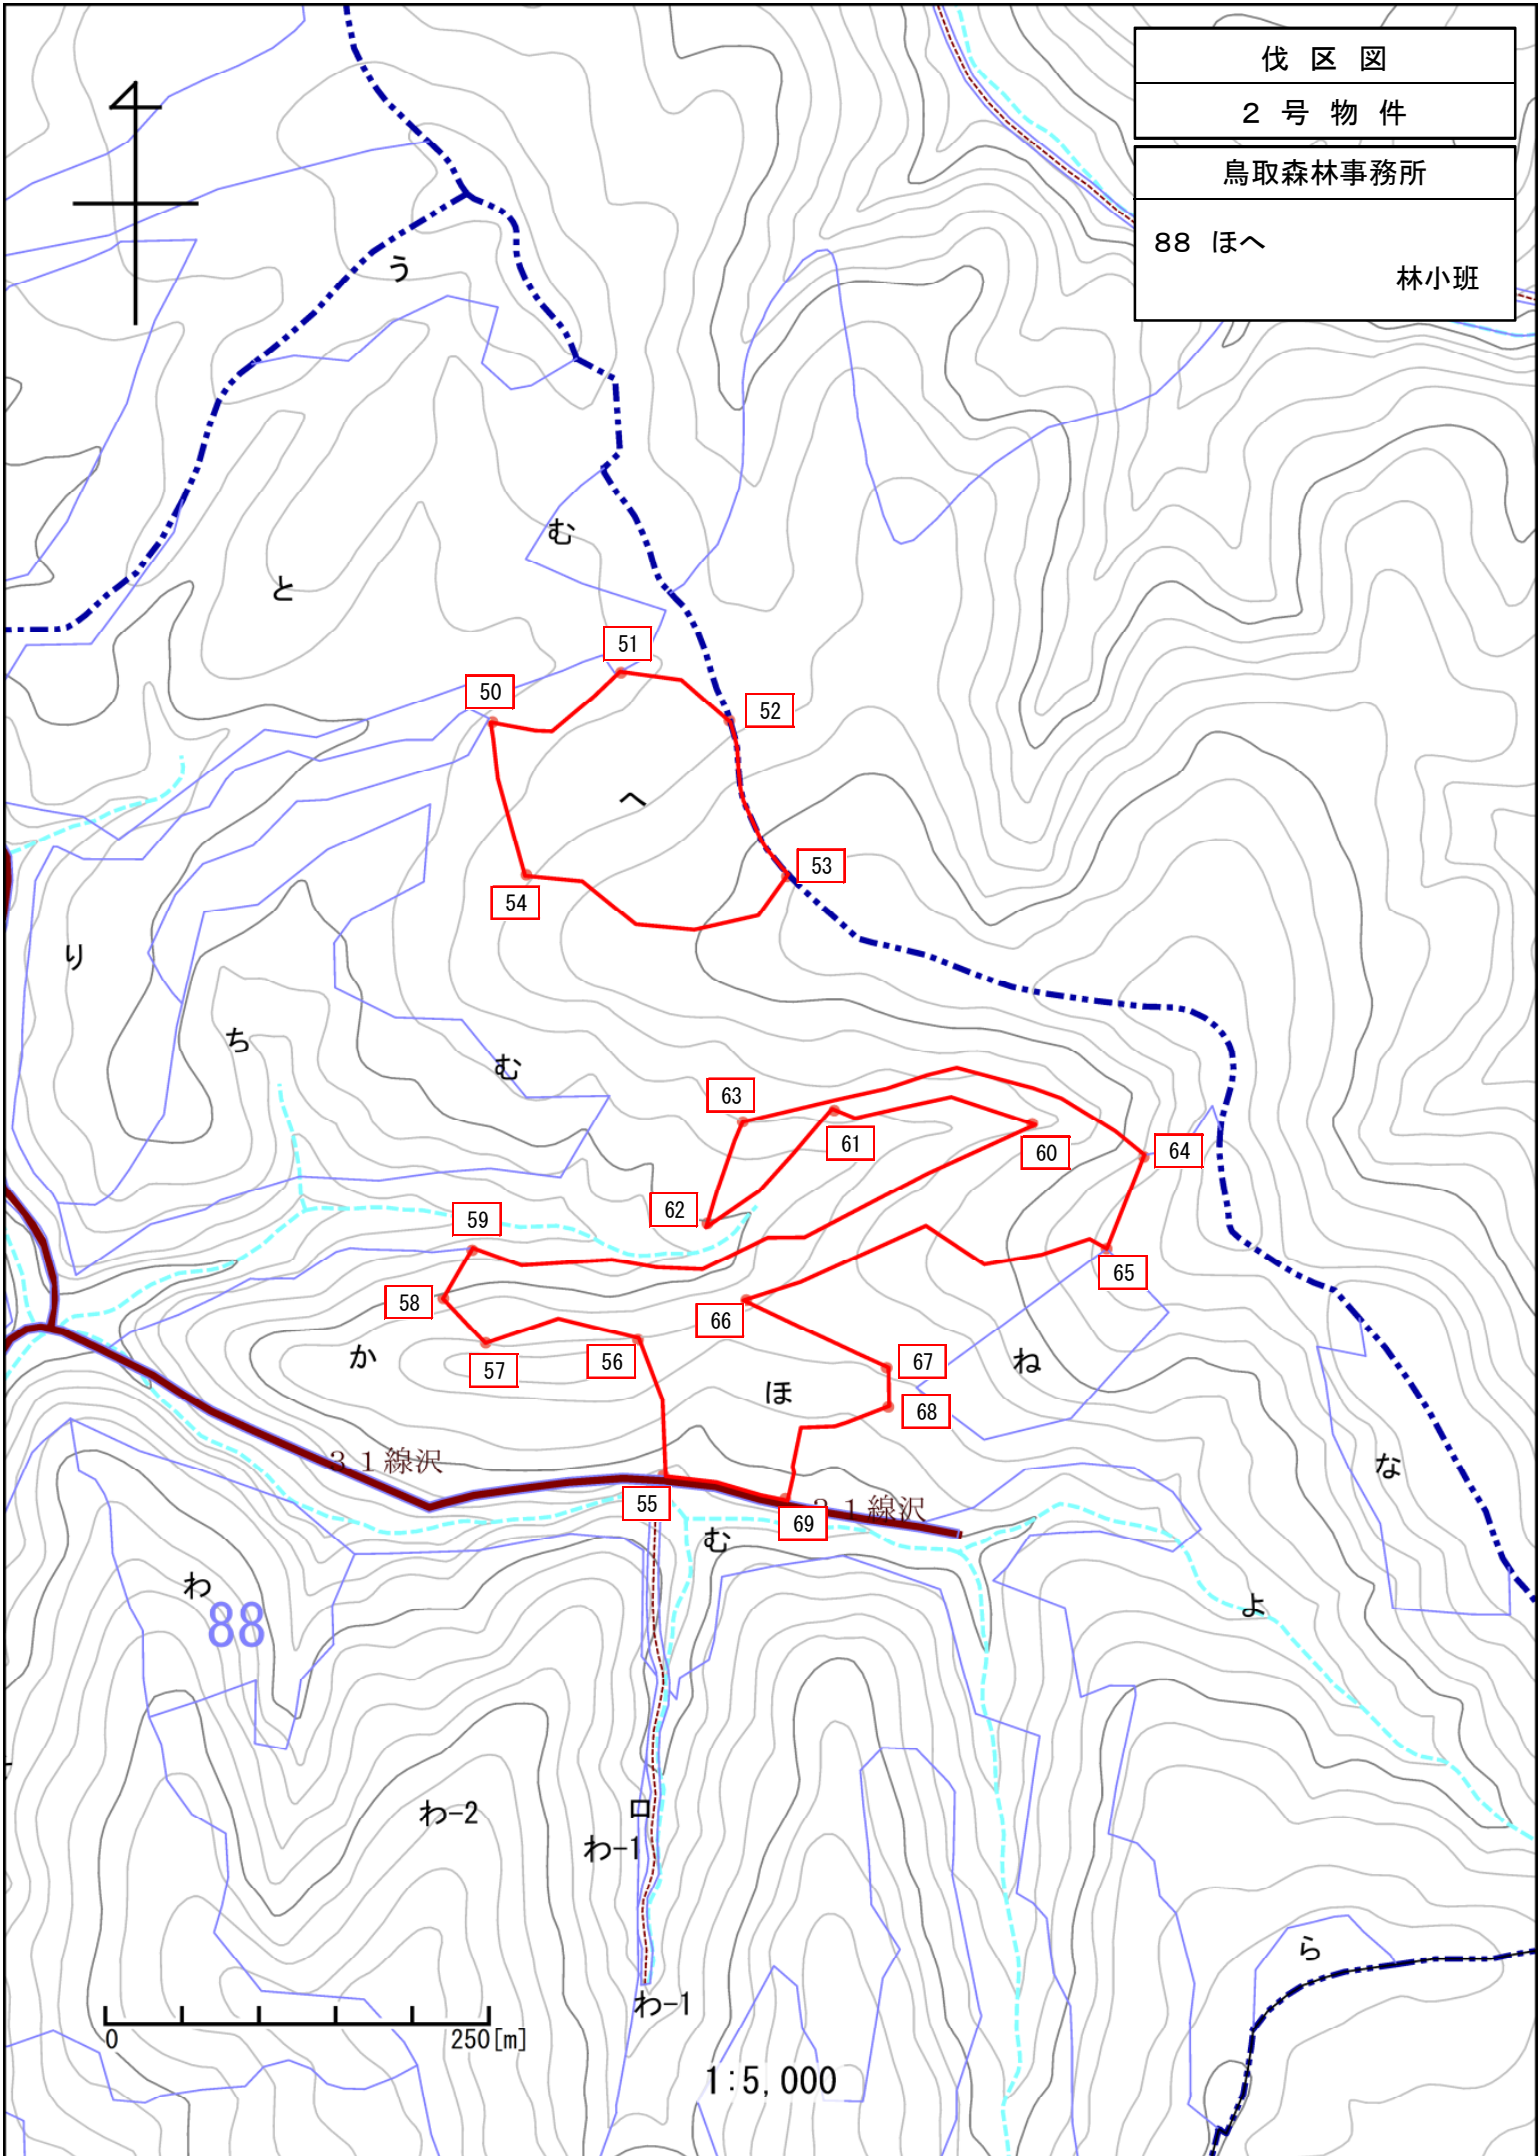 伐 区 図
２ 号 物 件
鳥取森林事務所
88 ほへ
林小班
う
む
と
51
50
52
へ
53
54
り
ち
む
63
61
60
64
62
59
65
58
66
57
56
か
67
ね
ほ
68
３１線沢
な
55
69
３１線沢
む
わ
88
よ
わ-2
ロ
わ-1
ら
わ-1
0
250[m]
1:5,000